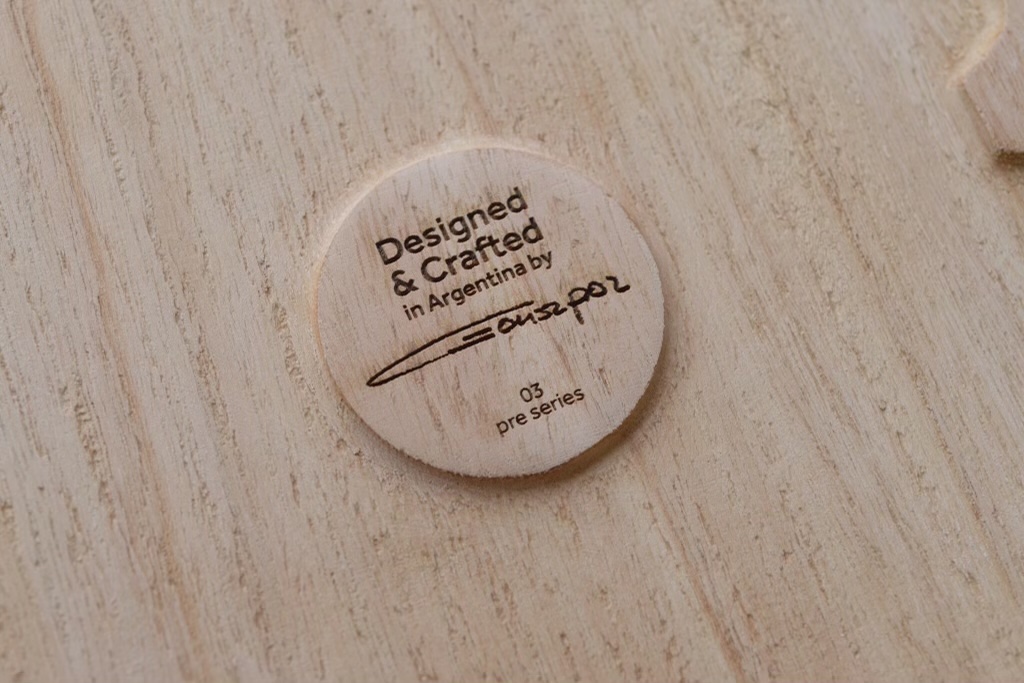 Designed
& Crafted
in Argentina by
03
pre series